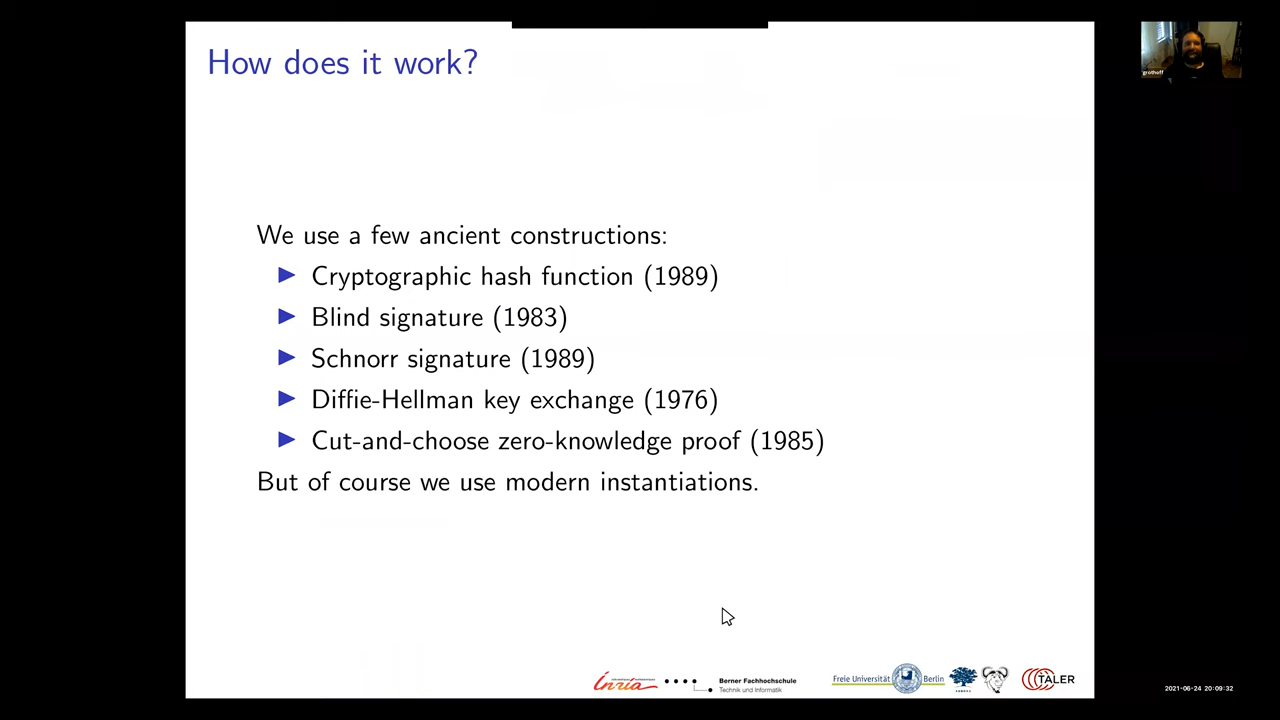 How does it work?
grothoff
We use a few ancient constructions:
Cryptographic hash function (1989)
Blind signature (1983)
Schnorr signature (1989)
Diffie-Hellman key exchange (1976)
Cut-and-choose zero-knowledge proof (1985)
But of course we use modern instantiations.
Inria
Berner Fachhochschule
Technik und Informatik
Freie Universität Berlin
TALER
2021-06-24 20:09:32